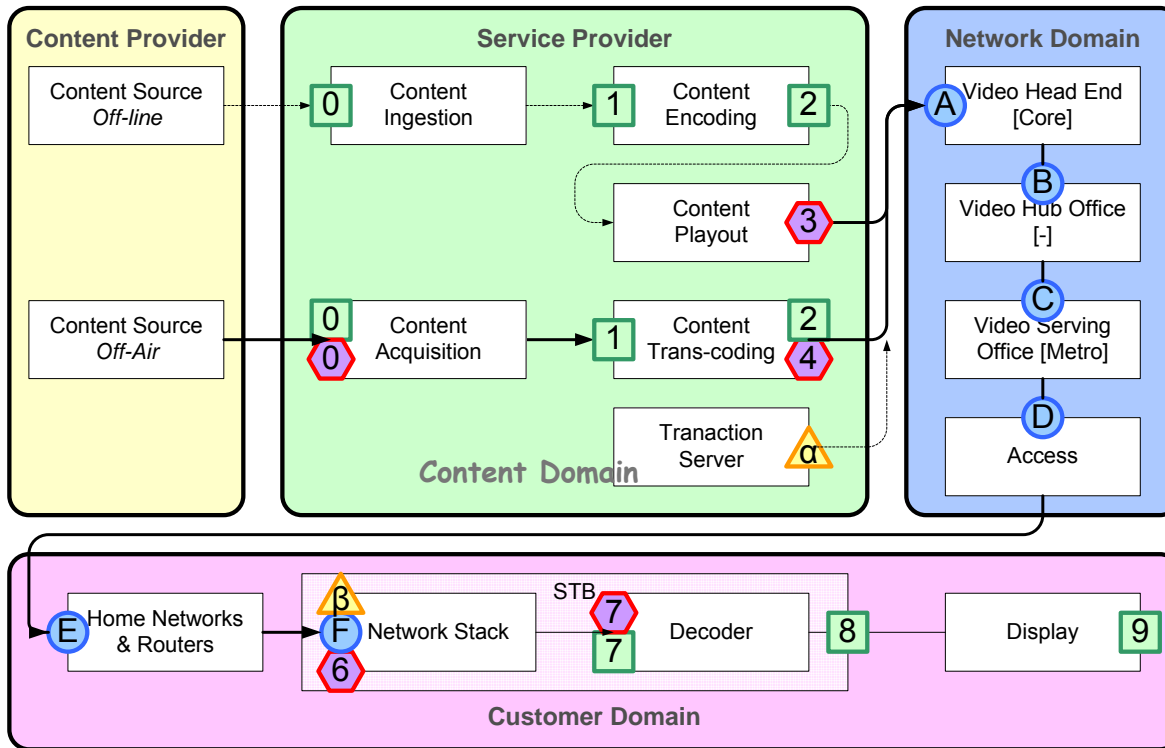 Content Provider
Content Source
Off-line
Content Source
Off-Air
Service Provider
0
Content
Ingestion
1
Content
Encoding
2
Content
Playout
3
0
0
Content
Acquisition
1
Content
Trans-coding
2
4
Tranaction
Server
α
Content Domain
Network Domain
A
Video Head End
[Core]
B
Video Hub Office
[-]
C
Video Serving
Office [Metro]
D
Access
E
Home Networks
& Routers
STB
β
F
6
Network Stack
7
7
Decoder
8
Display
9
Customer Domain